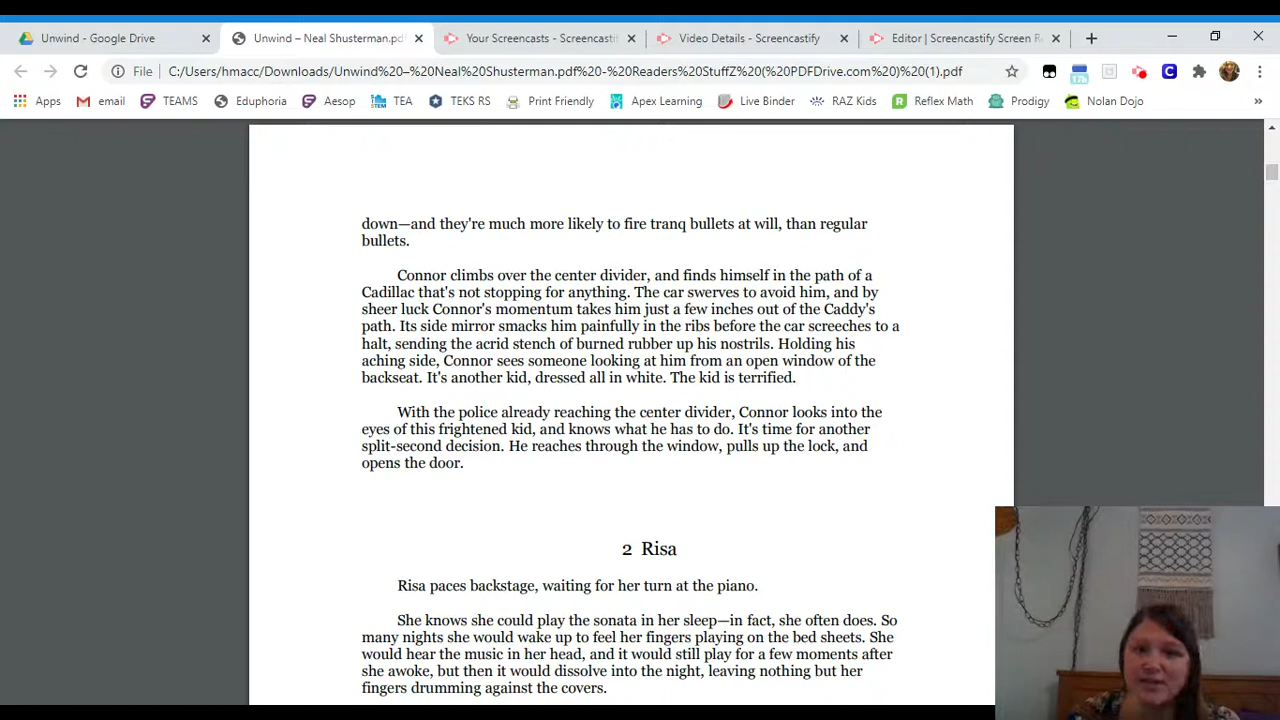 Unwind - Google Drive
Unwind – Neal Shusterman.pdf
Your Screencasts - Screencastif
Video Details - Screencastify
Editor | Screencastify Screen R
File
C:/Users/hmacc/Downloads/Unwind%20-%20Neal%20Shusterman.pdf%20-%20Readers%20Stuff7%20(%20PDFDrive.com%20)%20(1).pdf
Apps
email
TEAMS
Eduphoria
Aesop
TEA
TEKS RS
Print Friendly
Apex Learning
Live Binder
RAZ Kids
Reflex Math
Prodigy
Nolan Dojo
down—and they're much more likely to fire tranq bullets at will, than regular
bullets.
Connor climbs over the center divider, and finds himself in the path of a
Cadillac that's not stopping for anything. The car swerves to avoid him, and by
sheer luck Connor's momentum takes him just a few inches out of the Caddy's
path. Its side mirror smacks him painfully in the ribs before the car screeches to a
halt, sending the acrid stench of burned rubber up his nostrils. Holding his
aching side, Connor sees someone looking at him from an open window of the
backseat. It's another kid, dressed all in white. The kid is terrified.
With the police already reaching the center divider, Connor looks into the
eyes of this frightened kid, and knows what he has to do. It's time for another
split-second decision. He reaches through the window, pulls up the lock, and
opens the door.
2 Risa
Risa paces backstage, waiting for her turn at the piano.
She knows she could play the sonata in her sleep—in fact, she often does. So
many nights she would wake up to feel her fingers playing on the bed sheets. She
would hear the music in her head, and it would still play for a few moments after
she awoke, but then it would dissolve into the night, leaving nothing but her
fingers drumming against the covers.